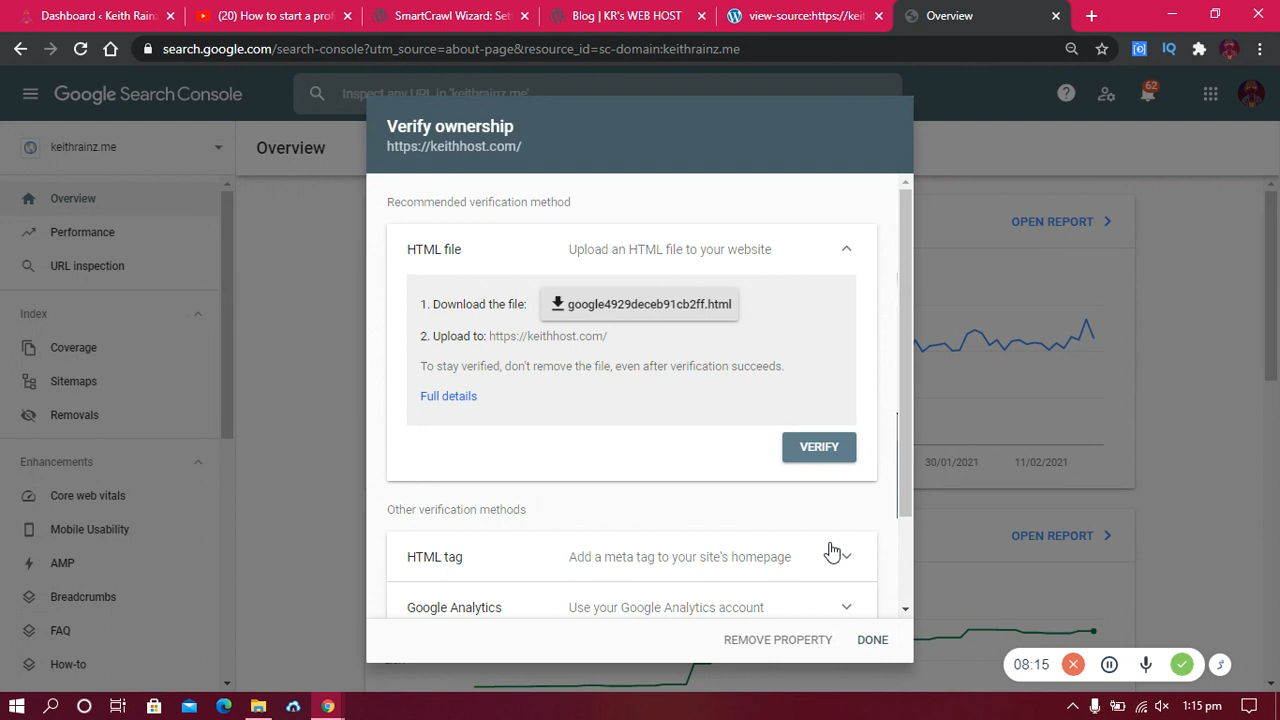 Dashboard < Keith Rainz
(20) How to start a prof
SmartCrawl Wizard: Set
Blog | KR's WEB HOST
view-source:https://keit
Overview
search.google.com/search-console?utm_source=about-page&resource_id=sc-domain:keithrainz.me
Google Search Console
Inspect any URL in 'keithrainz.me'
62
keithrainz.me
Overview
Overview
Performance
URL inspection
Index
Coverage
Sitemaps
Removals
Enhancements
Core web vitals
Mobile Usability
AMP
Breadcrumbs
FAQ
How-to
Verify ownership
https://keithhost.com/
Recommended verification method
HTML file
Upload an HTML file to your website
1. Download the file: google4929deceb91cb2ff.html
2. Upload to: https://keithhost.com/
To stay verified, don't remove the file, even after verification succeeds.
Full details
VERIFY
Other verification methods
HTML tag
Add a meta tag to your site's homepage
Google Analytics
Use your Google Analytics account
REMOVE PROPERTY
DONE
OPEN REPORT
30/01/2021
11/02/2021
OPEN REPORT
08:15
1:15 pm